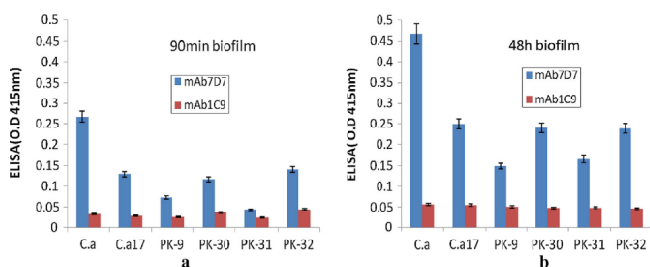 a
0.5
0.45
0.4
0.35
0.3
0.25
0.2
0.15
0.1
0.05
0
ELISA(O.D 415nm)
90min biofilm
mAb7D7
mAb1C9
C.a C.a17 PK-9 PK-30 PK-31 PK-32
a
b
0.5
0.45
0.4
0.35
0.3
0.25
0.2
0.15
0.1
0.05
0
ELISA(O.D 415nm)
48h biofilm
mAb7D7
mAb1C9
C.a C.a17 PK-9 PK-30 PK-31 PK-32
b